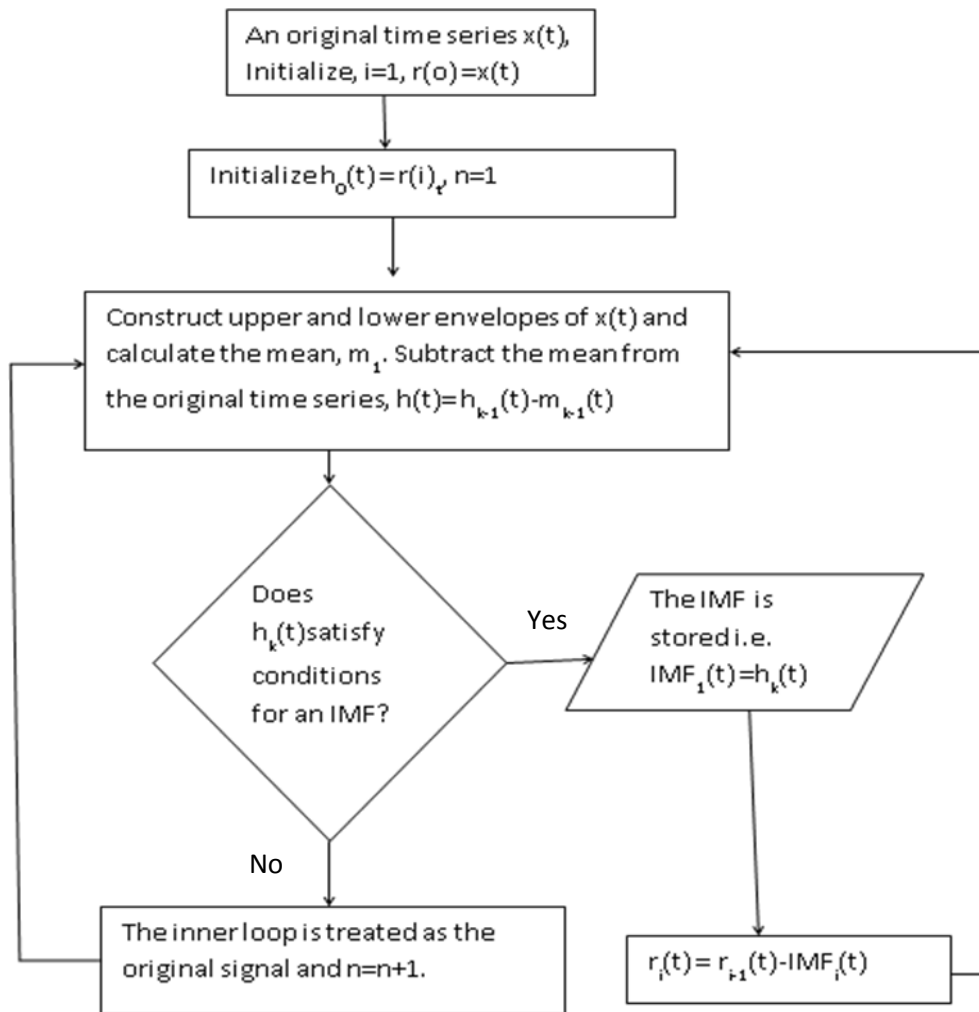 An original time series x(t),
Initialize, i=1, r(o)=x(t)
Initialize h₀(t)=r(i)ₜ, n=1
Construct upper and lower envelopes of x(t) and
calculate the mean, m₁. Subtract the mean from
the original time series, h(t)=hₖ₋₁(t)-mₖ₋₁(t)
Does
hₖ(t)satisfy
conditions
for an IMF?
Yes
The IMF is
stored i.e.
IMF₁(t)=hₖ(t)
No
The inner loop is treated as the
original signal and n=n+1.
rᵢ(t)= rᵢ₋₁(t)-IMFᵢ(t)